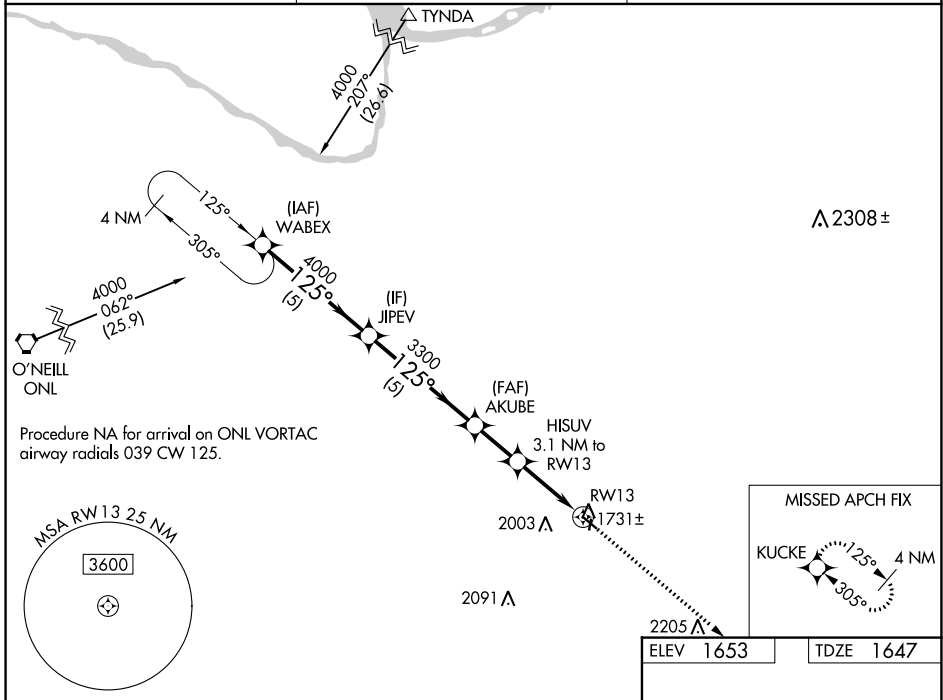 TYNDA
4000
207°
(26.6)
125°
(IAF)
WABEX
4 NM
305°
2308±
4000
125°
(5)
4000
062°
(25.9)
(IF)
JIPEV
O'NEILL
ONL
3300
125°
(5)
(FAF)
AKUBE
HISUV
3.1 NM to
RW13
Procedure NA for arrival on ONL VORTAC
airway radials 039 CW 125.
RW13
1731±
2003
MISSED APCH FIX
KUCKE
125°
4 NM
305°
MSA RW13 25 NM
3600
2091
2205
ELEV 1653
TDZE 1647